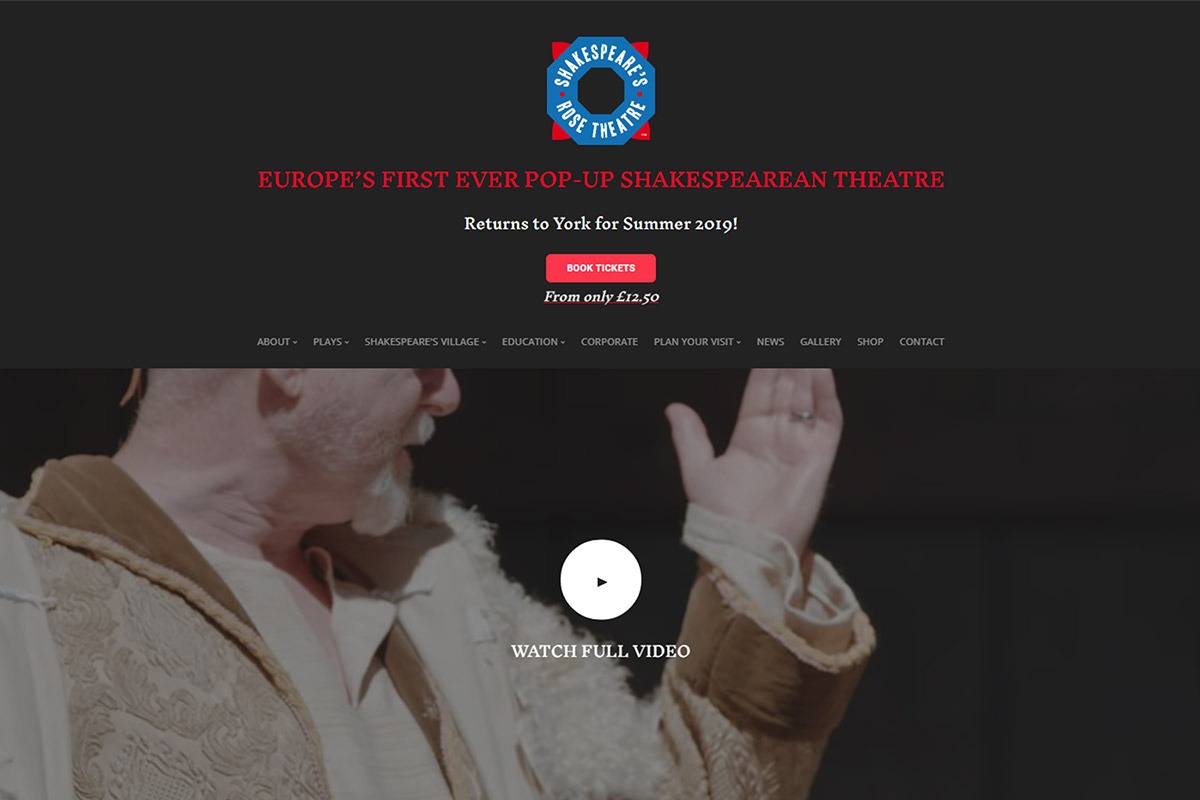 SHAKESPEARE'S
ROSE THEATRE
EUROPE'S FIRST EVER POP-UP SHAKESPEAREAN THEATRE
Returns to York for Summer 2019!
BOOK TICKETS
From only £12.50
ABOUT PLAYS SHAKESPEARE'S VILLAGE EDUCATION CORPORATE PLAN YOUR VISIT NEWS GALLERY SHOP CONTACT
WATCH FULL VIDEO